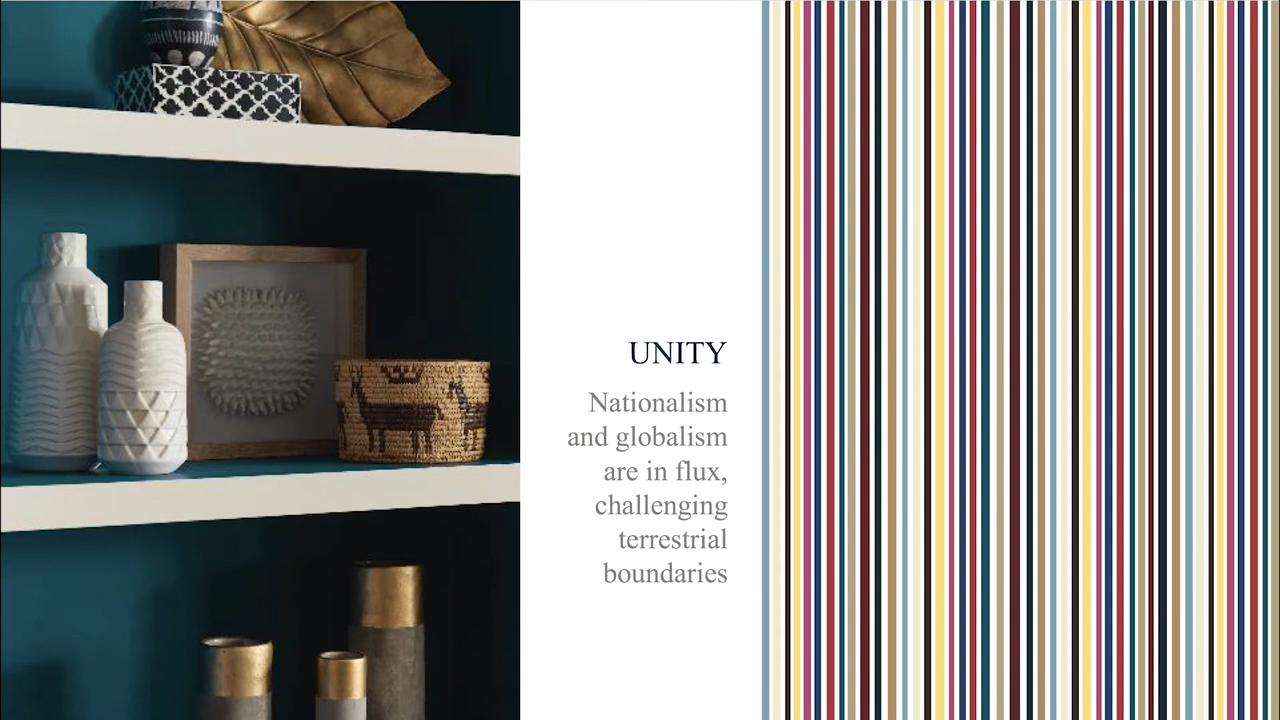 UNITY
Nationalism
and globalism
are in flux,
challenging
terrestrial
boundaries